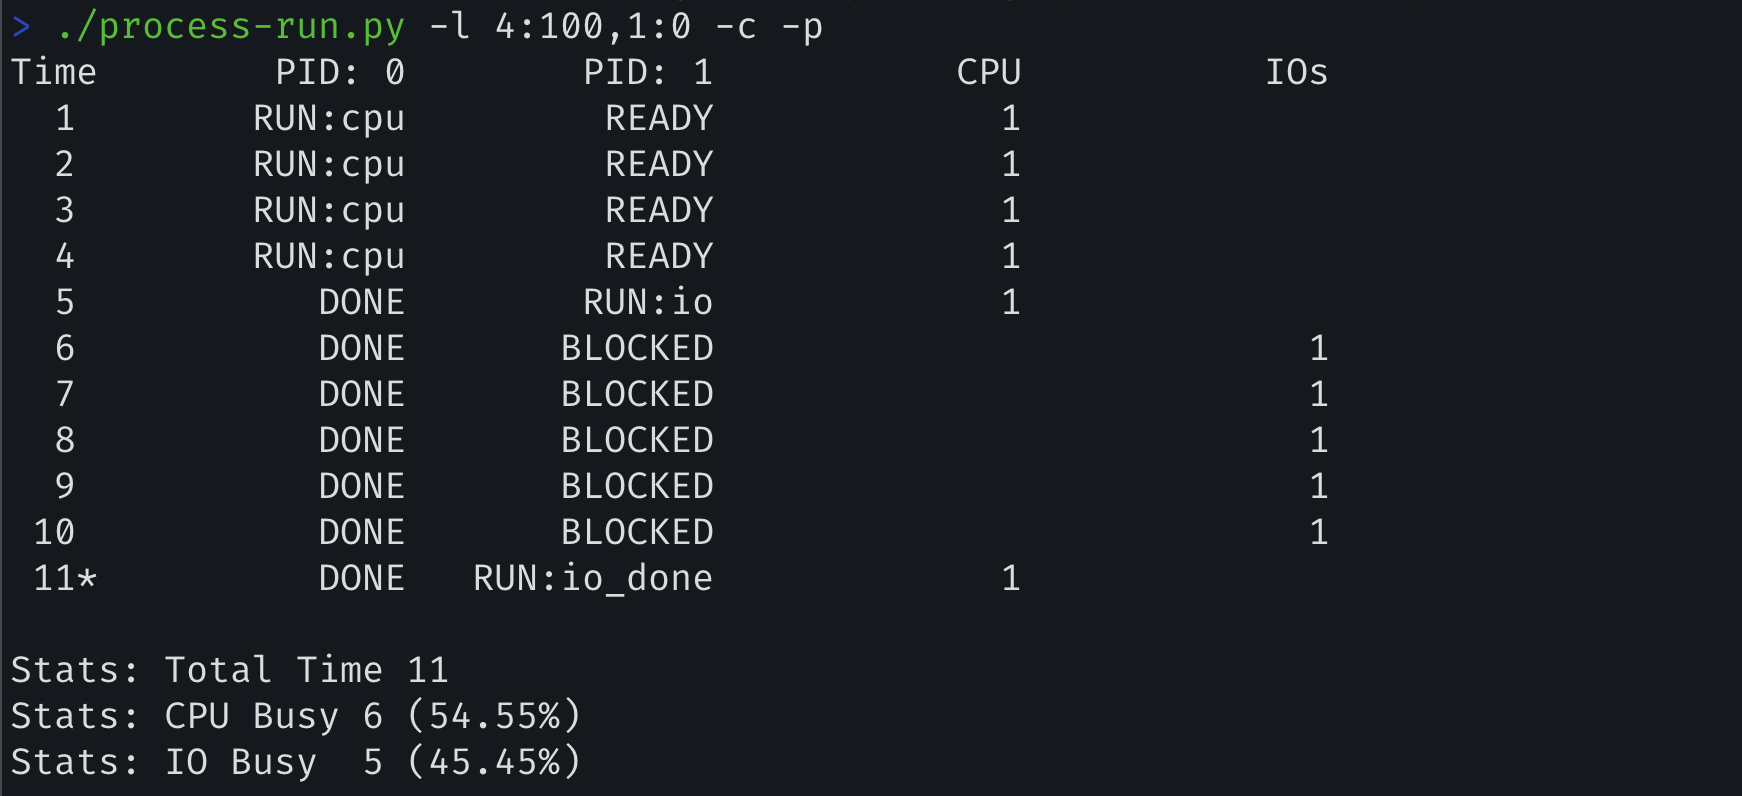 > ./process-run.py -l 4:100,1:0 -c -p
Time        PID: 0        PID: 1           CPU           IOs
  1        RUN:cpu         READY             1
  2        RUN:cpu         READY             1
  3        RUN:cpu         READY             1
  4        RUN:cpu         READY             1
  5           DONE        RUN:io             1
  6           DONE       BLOCKED                           1
  7           DONE       BLOCKED                           1
  8           DONE       BLOCKED                           1
  9           DONE       BLOCKED                           1
 10           DONE       BLOCKED                           1
 11*          DONE   RUN:io_done             1
Stats: Total Time 11
Stats: CPU Busy 6 (54.55%)
Stats: IO Busy  5 (45.45%)